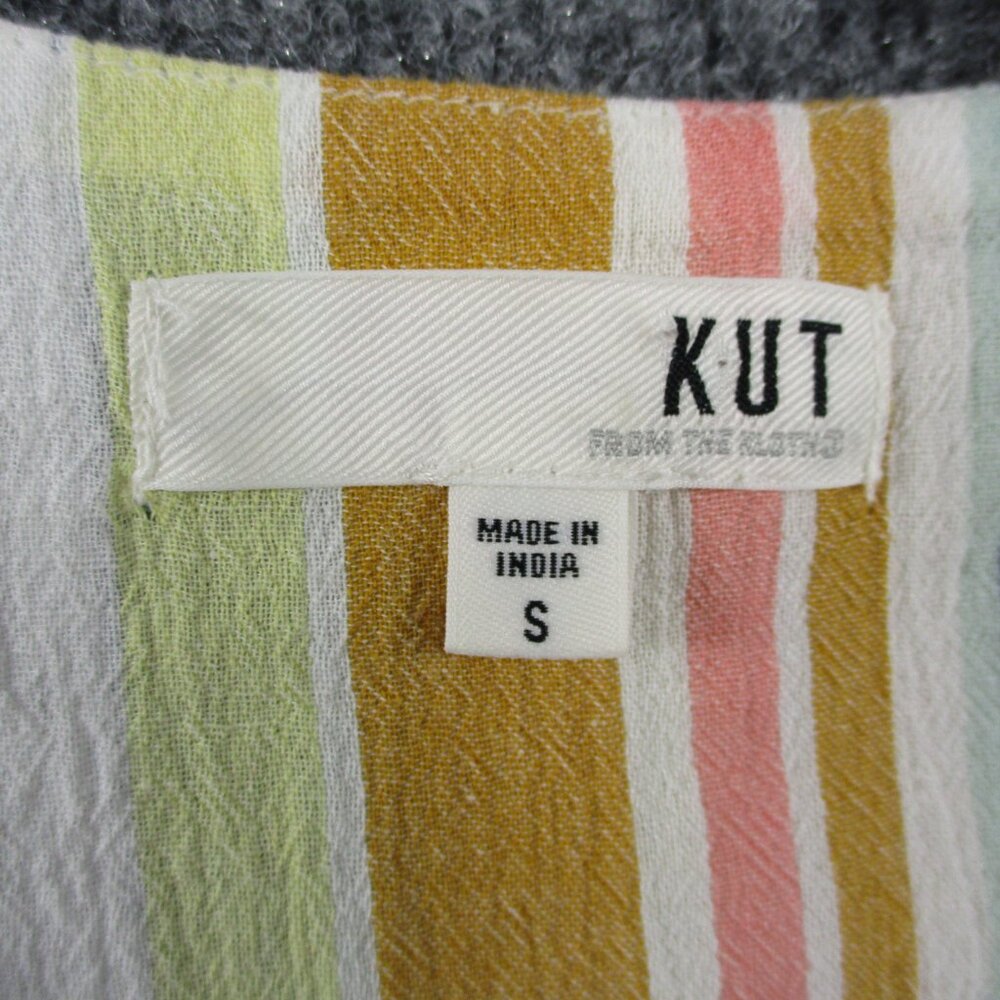 KUT
FROM THE KLOTH
MADE IN
INDIA
S